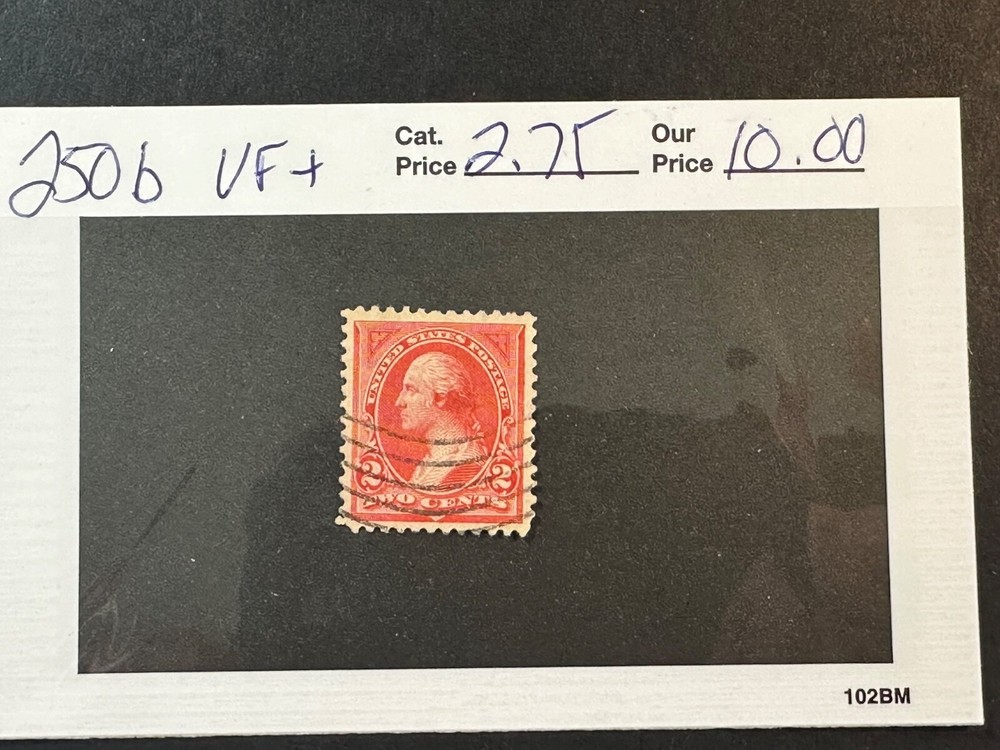 250b VF+ Cat. Price 2.75 Our Price 10.00
UNITED STATES POSTAGE
2 2
TWO CENTS
102BM